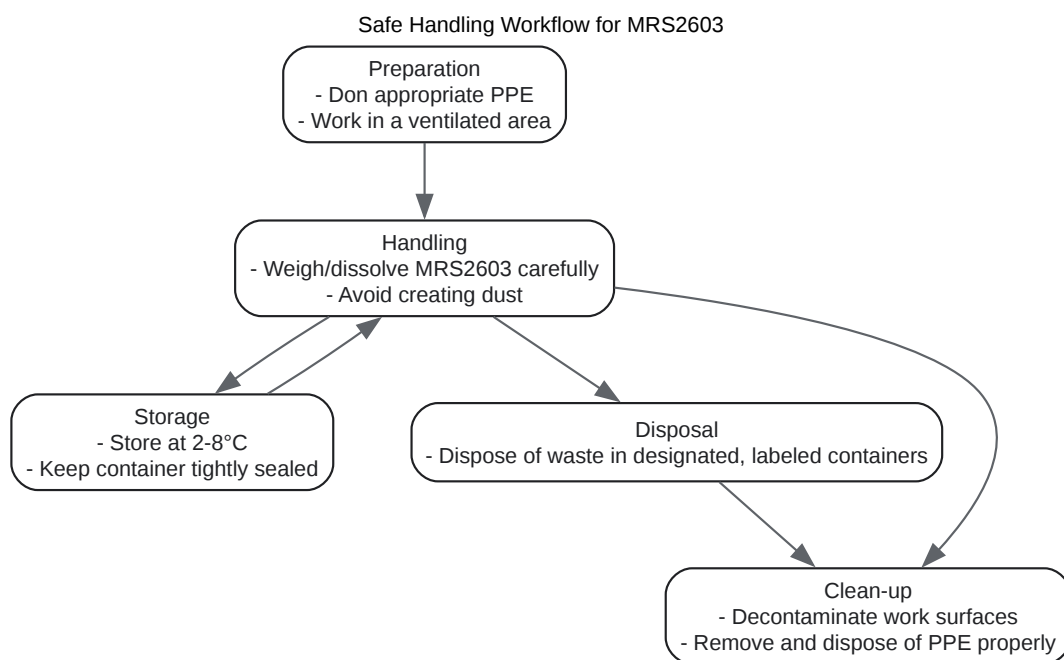 Safe Handling Workflow for MRS2603
Preparation
- Don appropriate PPE
- Work in a ventilated area
Handling
- Weigh/dissolve MRS2603 carefully
- Avoid creating dust
Storage
- Store at 2-8°C
- Keep container tightly sealed
Disposal
- Dispose of waste in designated, labeled containers
Clean-up
- Decontaminate work surfaces
- Remove and dispose of PPE properly